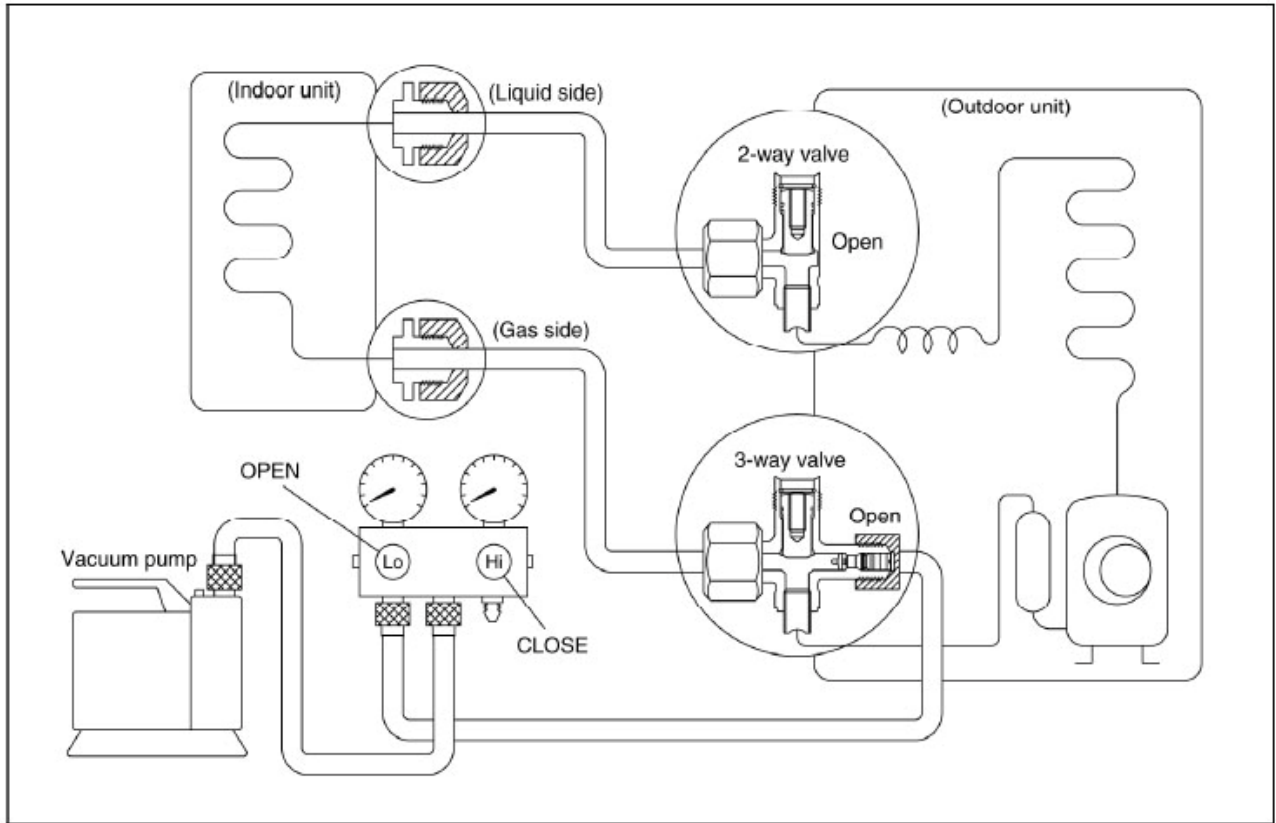 (Indoor unit)
(Liquid side)
(Outdoor unit)
2-way valve
Open
(Gas side)
3-way valve
Open
OPEN
Vacuum pump
Lo
Hi
CLOSE